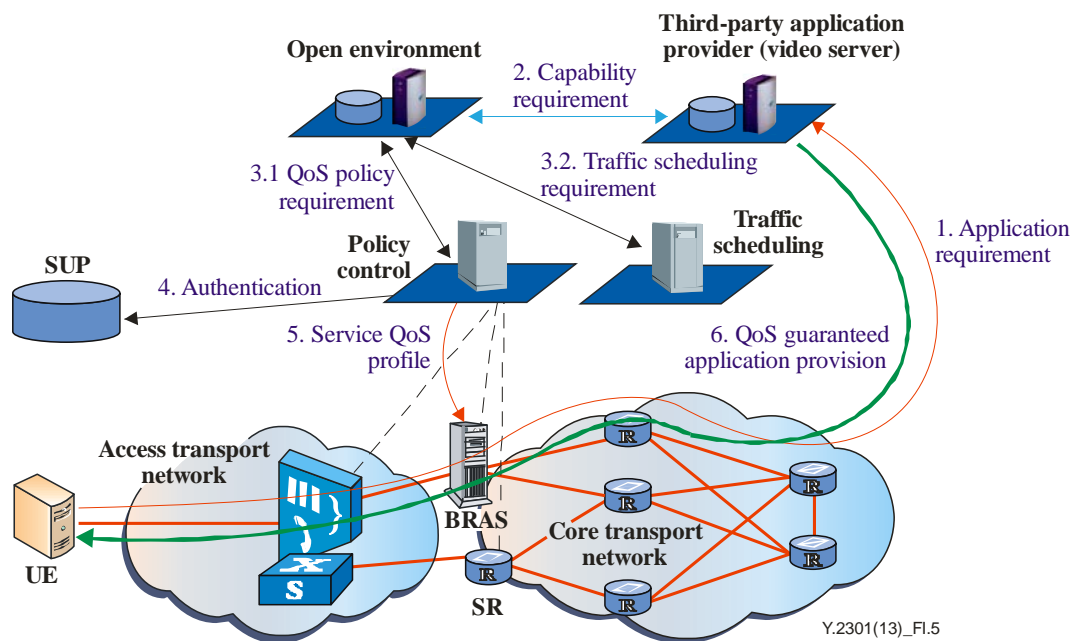 Third-party application
provider (video server)
Open environment
2. Capability
requirement
3.1 QoS policy
requirement
3.2. Traffic scheduling
requirement
1. Application
requirement
Policy
control
Traffic
scheduling
SUP
4. Authentication
5. Service QoS
profile
6. QoS guaranteed
application provision
Access transport
network
R
R
R
R
R
R
BRAS
Core transport
network
UE
S
SR
Y.2301(13)_FI.5